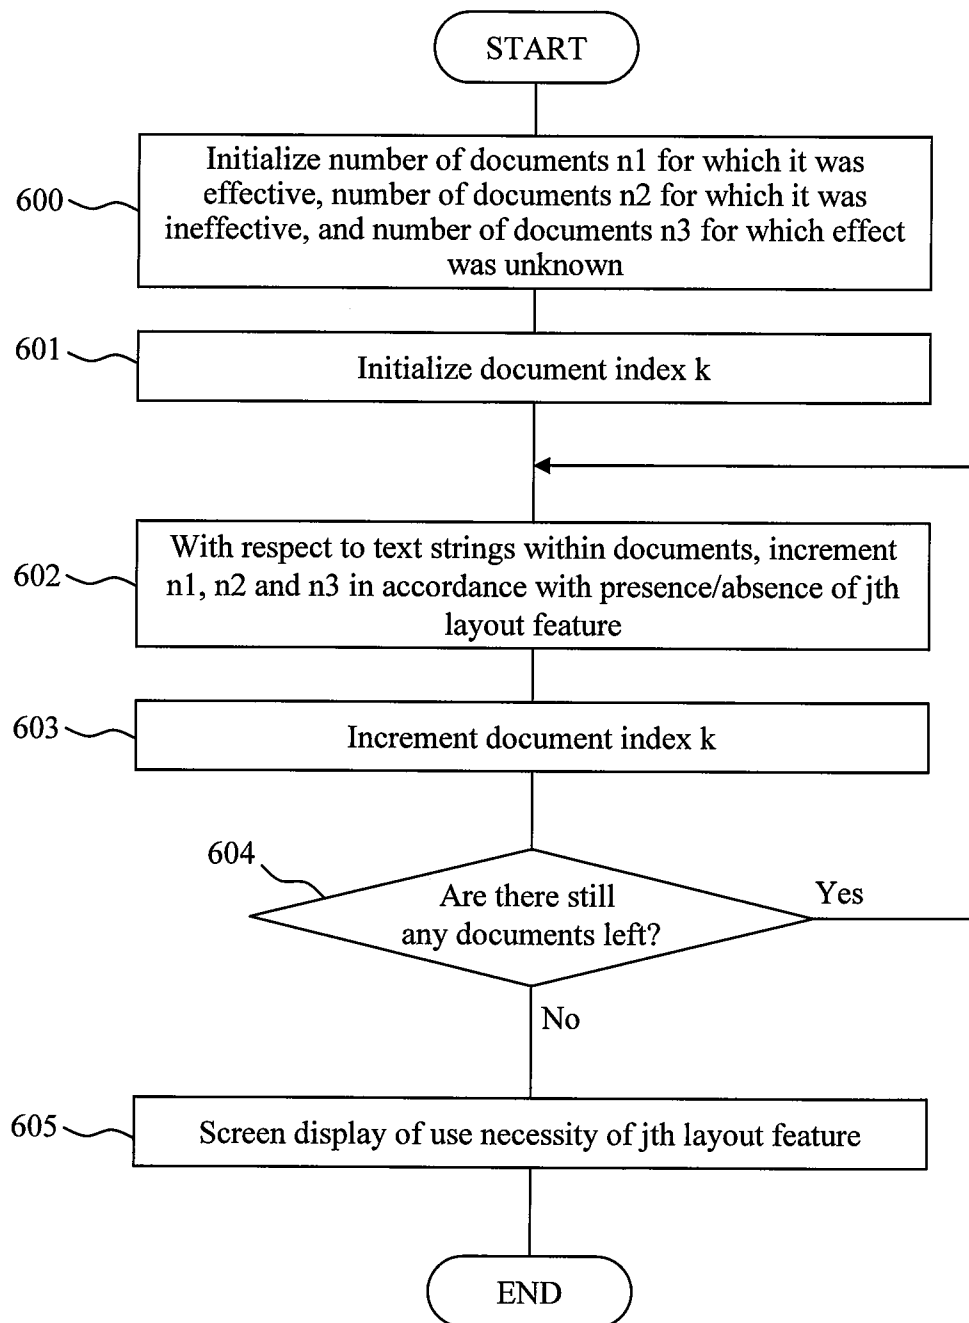 START
600
Initialize number of documents n1 for which it was
effective, number of documents n2 for which it was
ineffective, and number of documents n3 for which effect
was unknown
601
Initialize document index k
602
With respect to text strings within documents, increment
n1, n2 and n3 in accordance with presence/absence of jth
layout feature
603
Increment document index k
604
Are there still
any documents left?
Yes
No
605
Screen display of use necessity of jth layout feature
END